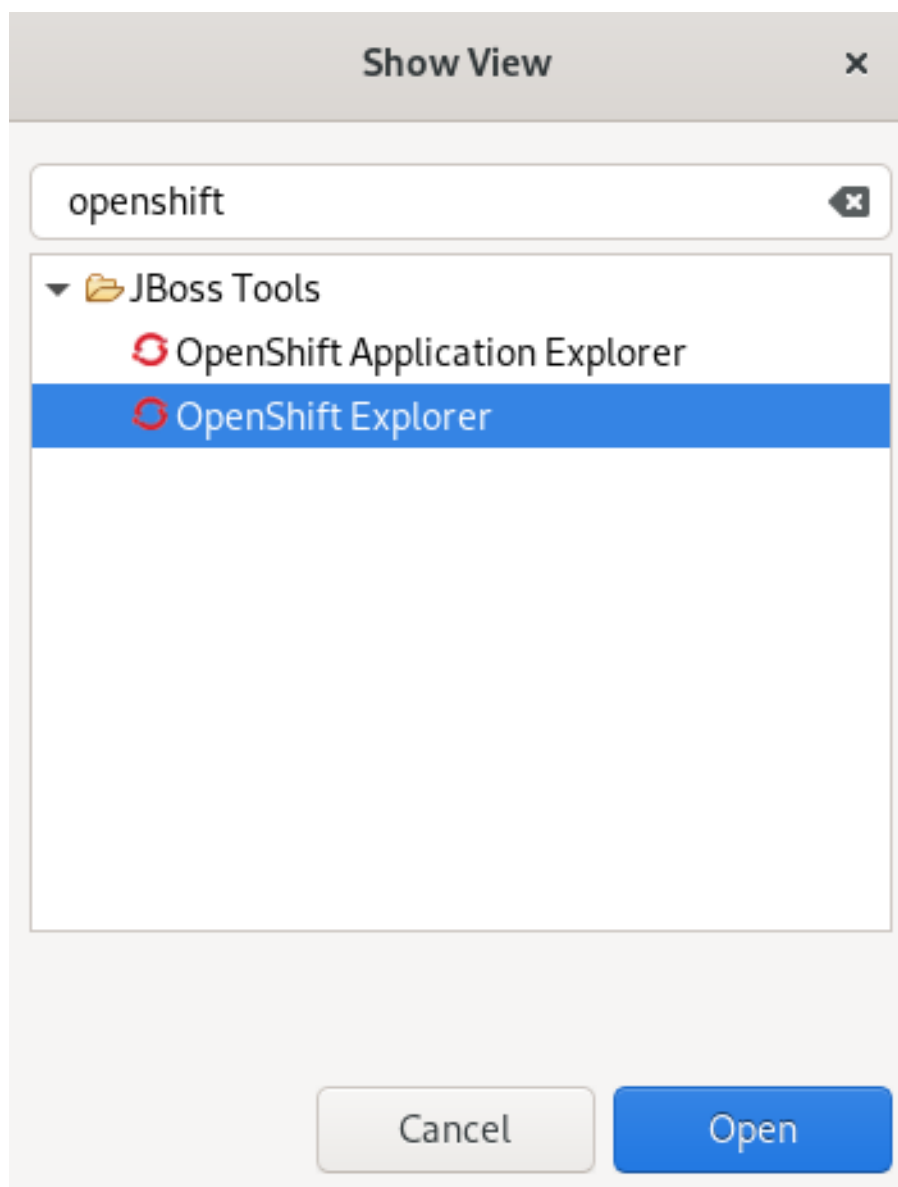 Show View
openshift
JBoss Tools
OpenShift Application Explorer
OpenShift Explorer
Cancel Open